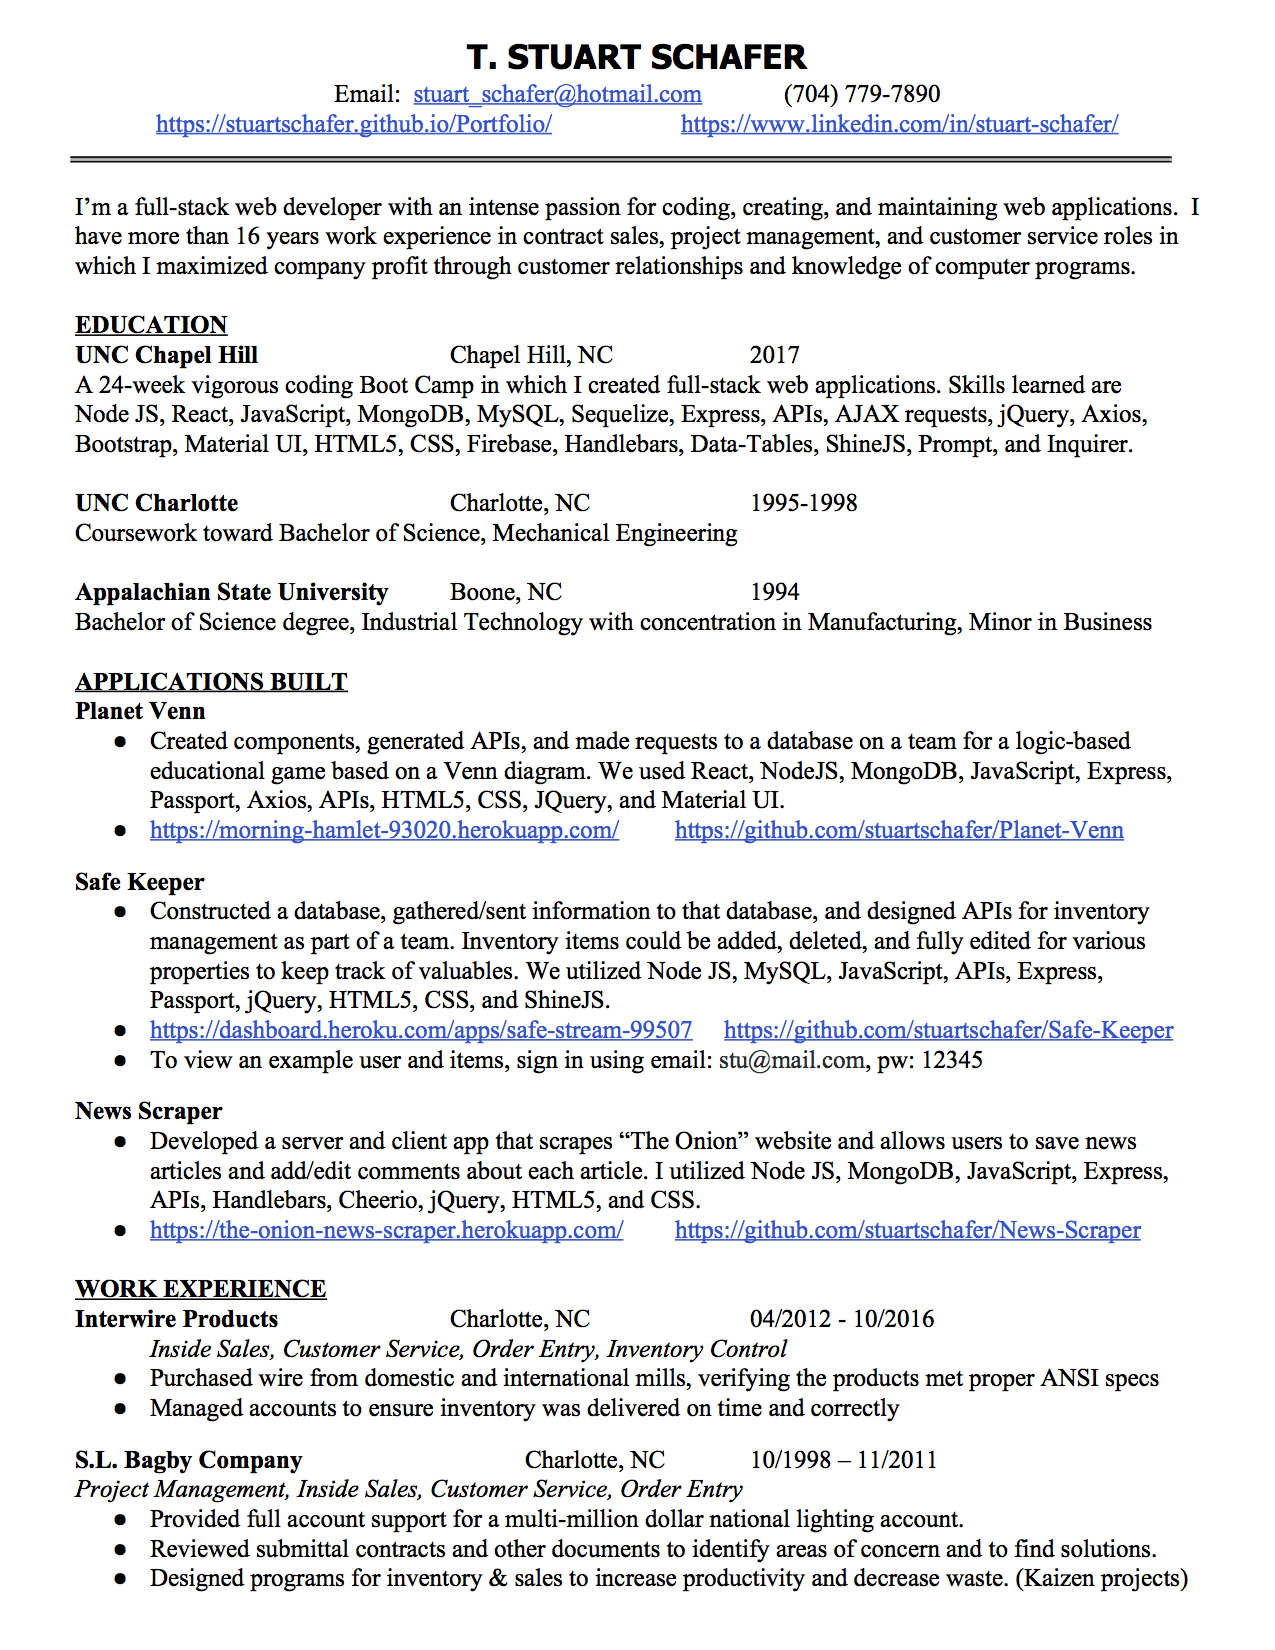 T. STUART SCHAFER
Email: stuart_schafer@hotmail.com (704) 779-7890
https://stuartschafer.github.io/Portfolio/ https://www.linkedin.com/in/stuart-schafer/
I'm a full-stack web developer with an intense passion for coding, creating, and maintaining web applications. I
have more than 16 years work experience in contract sales, project management, and customer service roles in
which I maximized company profit through customer relationships and knowledge of computer programs.
EDUCATION
UNC Chapel Hill Chapel Hill, NC 2017
A 24-week vigorous coding Boot Camp in which I created full-stack web applications. Skills learned are
Node JS, React, JavaScript, MongoDB, MySQL, Sequelize, Express, APIs, AJAX requests, jQuery, Axios,
Bootstrap, Material UI, HTML5, CSS, Firebase, Handlebars, Data-Tables, ShineJS, Prompt, and Inquirer.
UNC Charlotte Charlotte, NC 1995-1998
Coursework toward Bachelor of Science, Mechanical Engineering
Appalachian State University Boone, NC 1994
Bachelor of Science degree, Industrial Technology with concentration in Manufacturing, Minor in Business
APPLICATIONS BUILT
Planet Venn
● Created components, generated APIs, and made requests to a database on a team for a logic-based
educational game based on a Venn diagram. We used React, NodeJS, MongoDB, JavaScript, Express,
Passport, Axios, APIs, HTML5, CSS, JQuery, and Material UI.
● https://morning-hamlet-93020.herokuapp.com/ https://github.com/stuartschafer/Planet-Venn
Safe Keeper
● Constructed a database, gathered/sent information to that database, and designed APIs for inventory
management as part of a team. Inventory items could be added, deleted, and fully edited for various
properties to keep track of valuables. We utilized Node JS, MySQL, JavaScript, APIs, Express,
Passport, jQuery, HTML5, CSS, and ShineJS.
● https://dashboard.heroku.com/apps/safe-stream-99507 https://github.com/stuartschafer/Safe-Keeper
● To view an example user and items, sign in using email: stu@mail.com, pw: 12345
News Scraper
● Developed a server and client app that scrapes “The Onion” website and allows users to save news
articles and add/edit comments about each article. I utilized Node JS, MongoDB, JavaScript, Express,
APIs, Handlebars, Cheerio, jQuery, HTML5, and CSS.
● https://the-onion-news-scraper.herokuapp.com/ https://github.com/stuartschafer/News-Scraper
WORK EXPERIENCE
Interwire Products Charlotte, NC 04/2012 - 10/2016
Inside Sales, Customer Service, Order Entry, Inventory Control
● Purchased wire from domestic and international mills, verifying the products met proper ANSI specs
● Managed accounts to ensure inventory was delivered on time and correctly
S.L. Bagby Company Charlotte, NC 10/1998 – 11/2011
Project Management, Inside Sales, Customer Service, Order Entry
● Provided full account support for a multi-million dollar national lighting account.
● Reviewed submittal contracts and other documents to identify areas of concern and to find solutions.
● Designed programs for inventory & sales to increase productivity and decrease waste. (Kaizen projects)